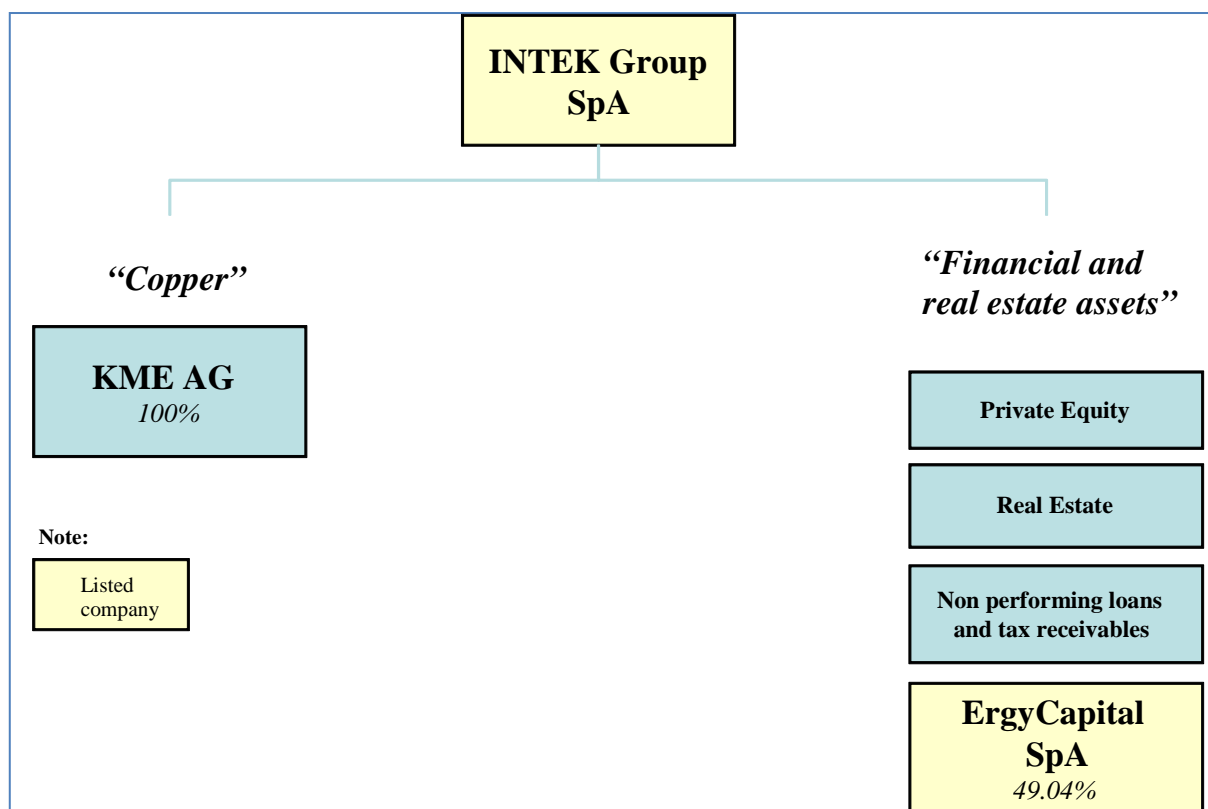 INTEK Group
SpA
“Copper”
KME AG
100%
Note:
Listed
company
“Financial and
real estate assets”
Private Equity
Real Estate
Non performing loans
and tax receivables
ErgyCapital
SpA
49.04%